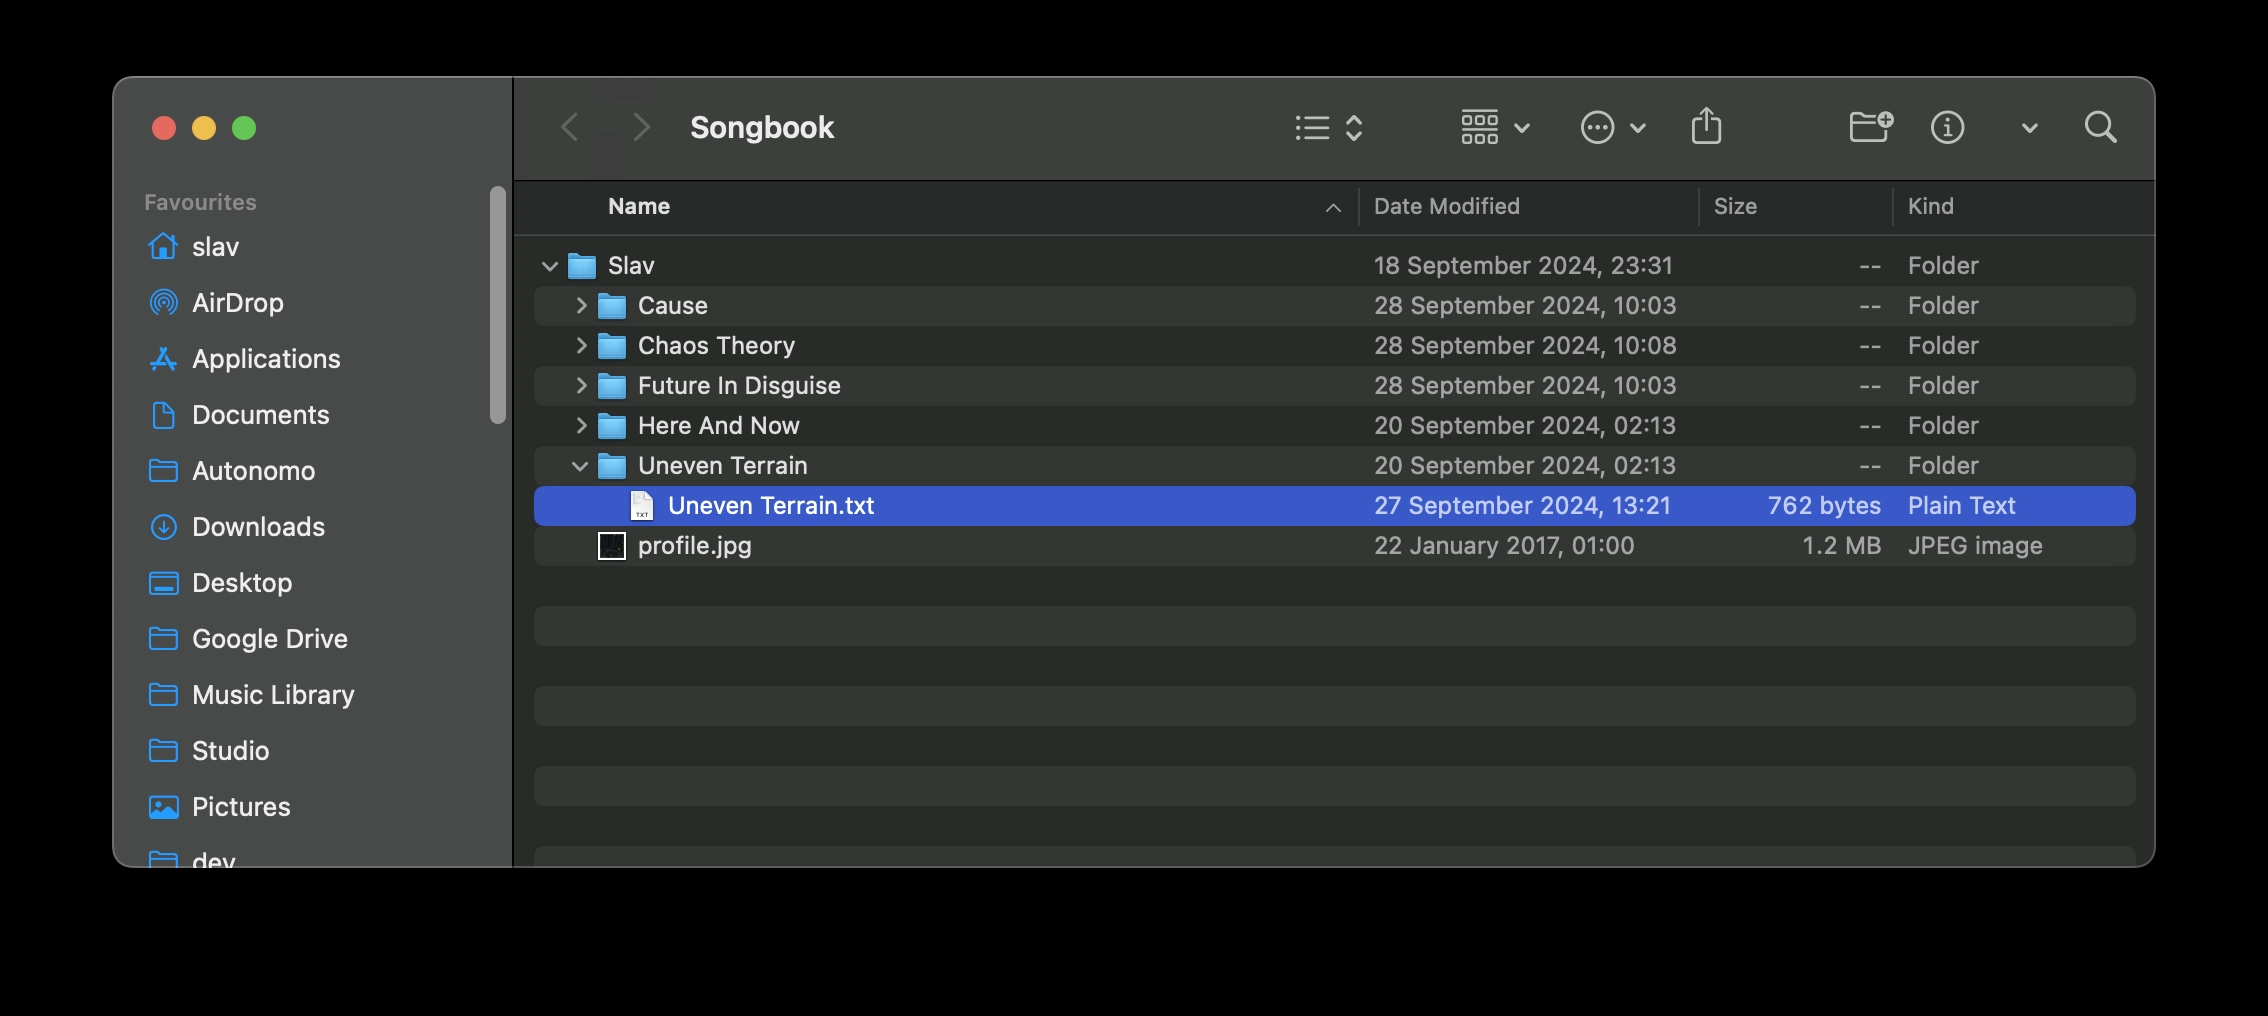 Songbook
Favourites
slav
AirDrop
Applications
Documents
Autonomo
Downloads
Desktop
Google Drive
Music Library
Studio
Pictures
dev
Name Date Modified Size Kind
Slav 18 September 2024, 23:31 -- Folder
Cause 28 September 2024, 10:03 -- Folder
Chaos Theory 28 September 2024, 10:08 -- Folder
Future In Disguise 28 September 2024, 10:03 -- Folder
Here And Now 20 September 2024, 02:13 -- Folder
Uneven Terrain 20 September 2024, 02:13 -- Folder
TXT Uneven Terrain.txt 27 September 2024, 13:21 762 bytes Plain Text
profile.jpg 22 January 2017, 01:00 1.2 MB JPEG image